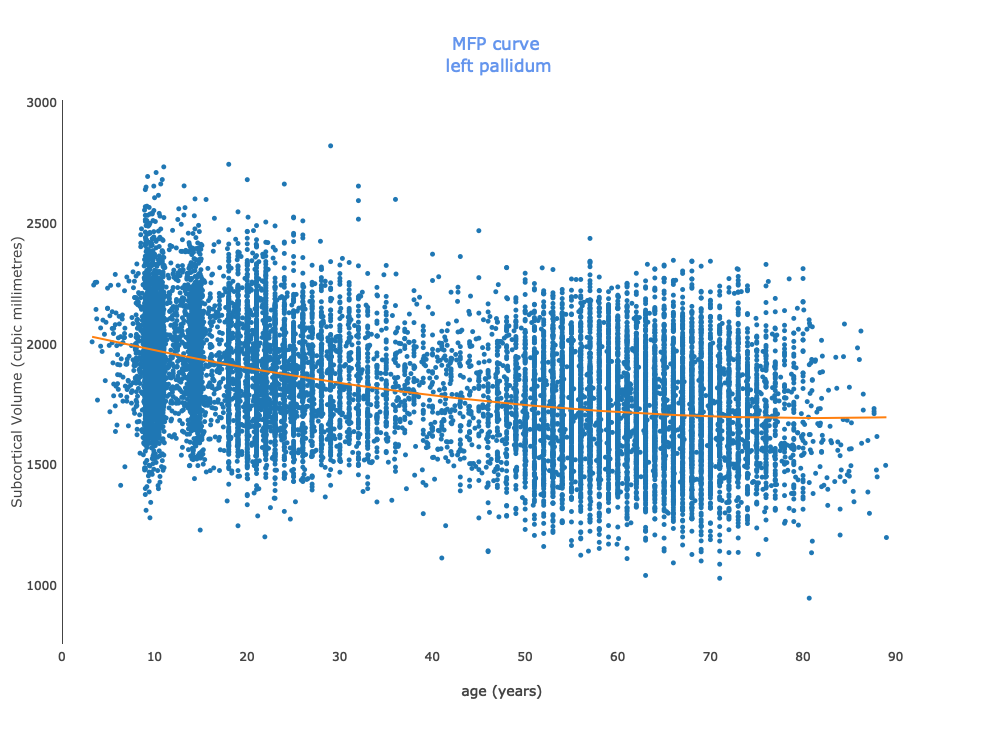 MFP curve
left pallidum
Subcortical Volume (cubic millimetres)
3000
2500
2000
1500
1000
0 10 20 30 40 50 60 70 80 90
age (years)